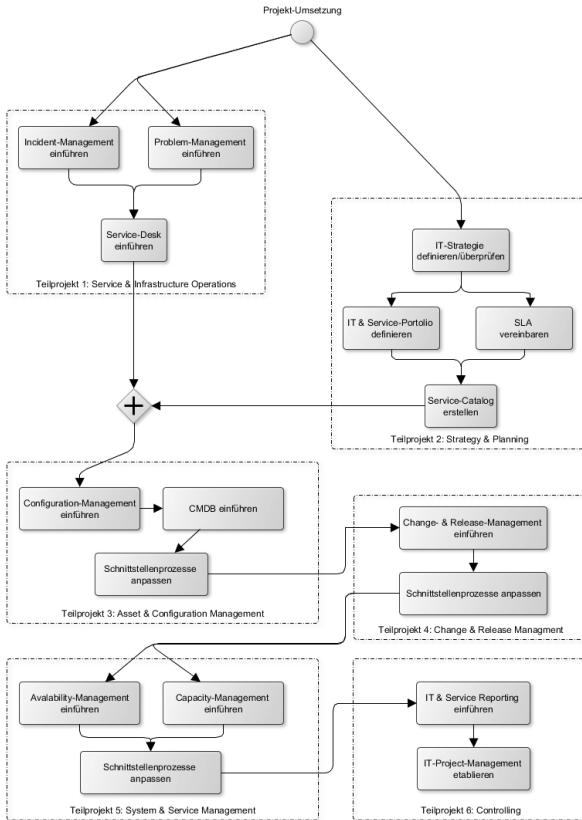 Projekt-Umsetzung
Incident-Management
einführen
Problem-Management
einführen
Service-Desk
einführen
Teilprojekt 1: Service & Infrastructure Operations
IT-Strategie
definieren/überprüfen
IT & Service-Portolio
definieren
SLA
vereinbaren
Service-Catalog
erstellen
Teilprojekt 2: Strategy & Planning
Configuration-Management
einführen
CMDB einführen
Schnittstellenprozesse
anpassen
Teilprojekt 3: Asset & Configuration Management
Change- & Release-Management
einführen
Schnittstellenprozesse anpassen
Teilprojekt 4: Change & Release Managment
Avalability-Management
einführen
Capacity-Management
einführen
Schnittstellenprozesse
anpassen
Teilprojekt 5: System & Service Management
IT & Service Reporting
einführen
IT-Project-Management
etablieren
Teilprojekt 6: Controlling